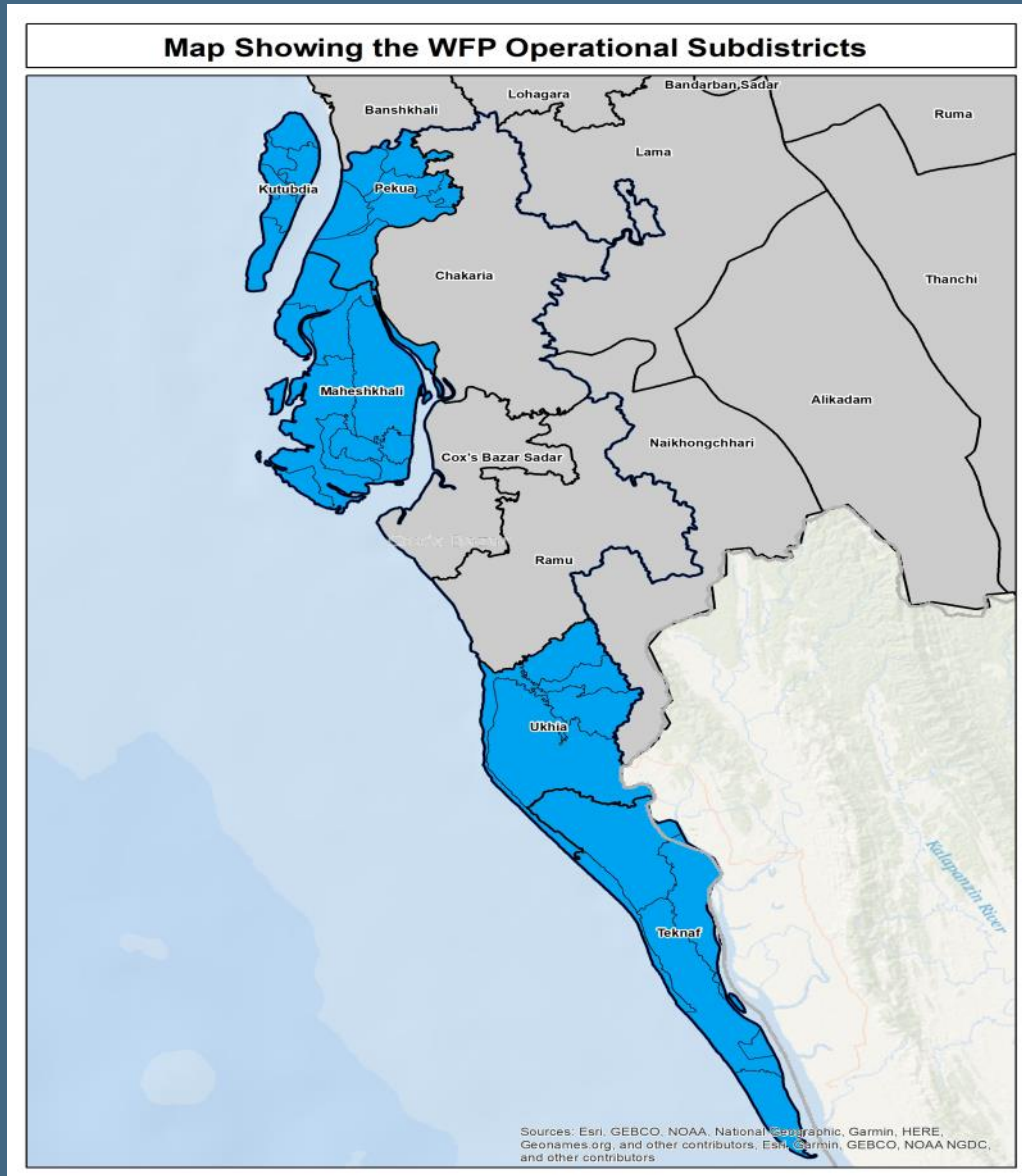 Map Showing the WFP Operational Subdistricts
Bandarban Sadar
Lohagara
Banshkhali
Ruma
Lama
Kutubdia
Pekua
Chakaria
Thanchi
Maheshkhali
Alikadam
Naikhongchhari
Cox's Bazar Sadar
Ramu
Ukhia
Kalapanzin River
Teknaf
Sources: Esri, GEBCO, NOAA, National Geographic, Garmin, HERE,
Geonames.org, and other contributors, Esri, Garmin, GEBCO, NOAA NGDC,
and other contributors